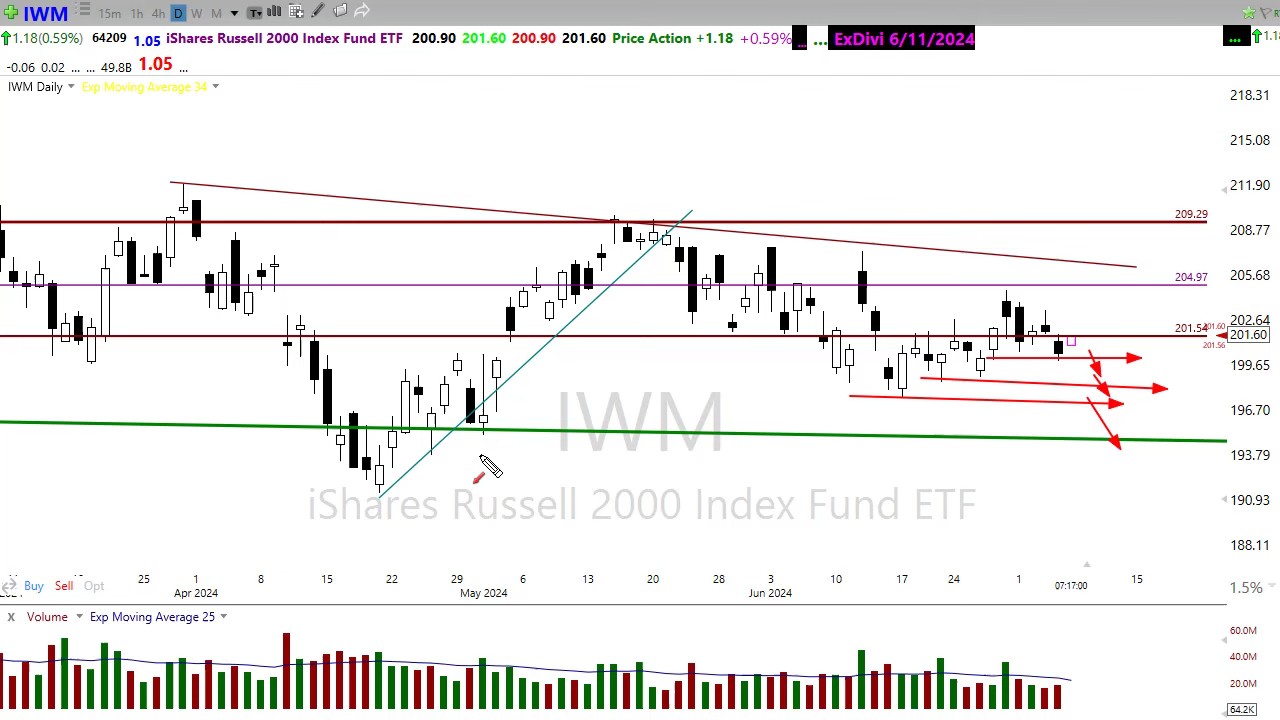 IWM 15m 1h 4h D W M T
1.18(0.59%) 64209 1.05 iShares Russell 2000 Index Fund ETF 200.90 201.60 200.90 201.60 Price Action +1.18 +0.59% ... ... ExDivi 6/11/2024 ... 1.18
-0.06 0.02 ... ... 49.8B 1.05 ...
IWM Daily Exp Moving Average 34
218.31
215.08
211.90
209.29
208.77
204.97
205.68
201.54
201.60
202.64
201.60
201.56
199.65
196.70
193.79
190.93
188.11
IWM
iShares Russell 2000 Index Fund ETF
25 1 8 15 22 29 6 13 20 28 3 10 17 24 1 07:17:00 15
Buy Sell Opt
Apr 2024 May 2024 Jun 2024
1.5%
X Volume Exp Moving Average 25
60.0M
40.0M
20.0M
64.2K